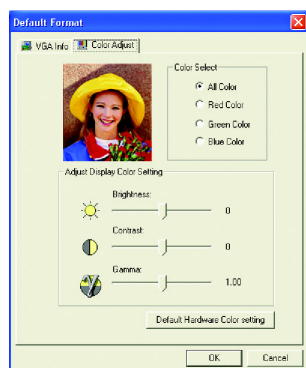 Default Format
VGA Info
Color Adjust
Color Select
All Color
Red Color
Green Color
Blue Color
Adjust Display Color Setting
Brightness:
0
Contrast:
0
Gamma:
1.00
Default Hardware Color setting
OK
Cancel